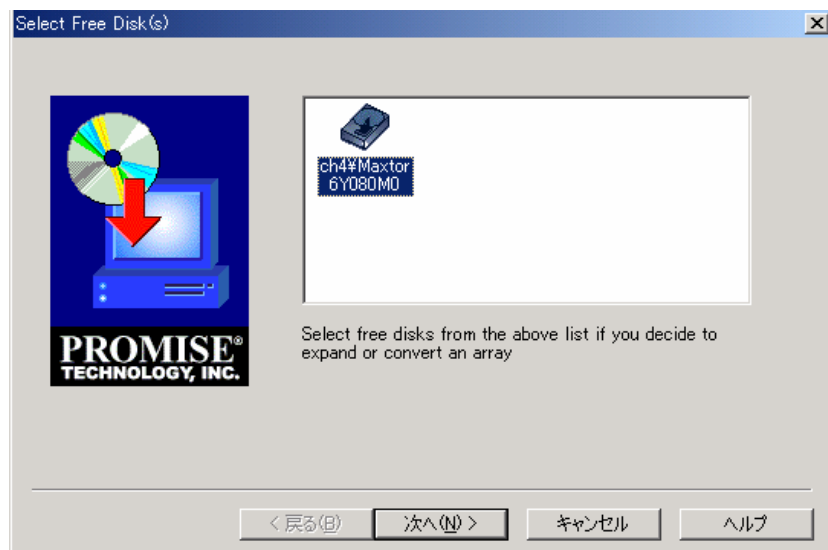 Select Free Disk(s)
ch4¥Maxtor
6Y080M0
PROMISE®
TECHNOLOGY, INC.
Select free disks from the above list if you decide to
expand or convert an array
< 戻る(B)
次へ(N) >
キャンセル
ヘルプ